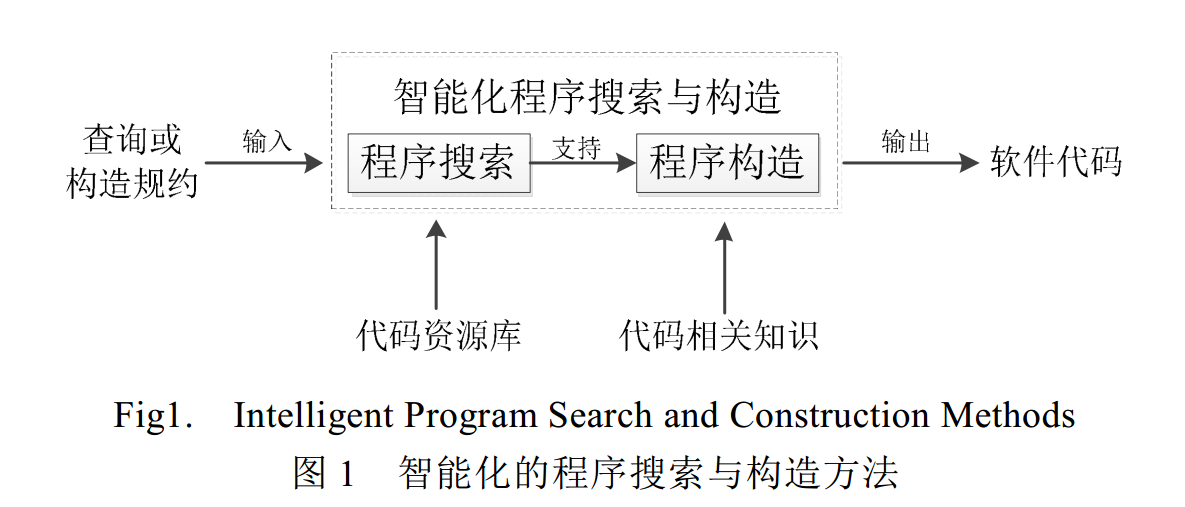 智能化程序搜索与构造
查询或
构造规约
输入
程序搜索
支持
程序构造
输出
软件代码
代码资源库
代码相关知识
Fig1. Intelligent Program Search and Construction Methods
图 1 智能化的程序搜索与构造方法